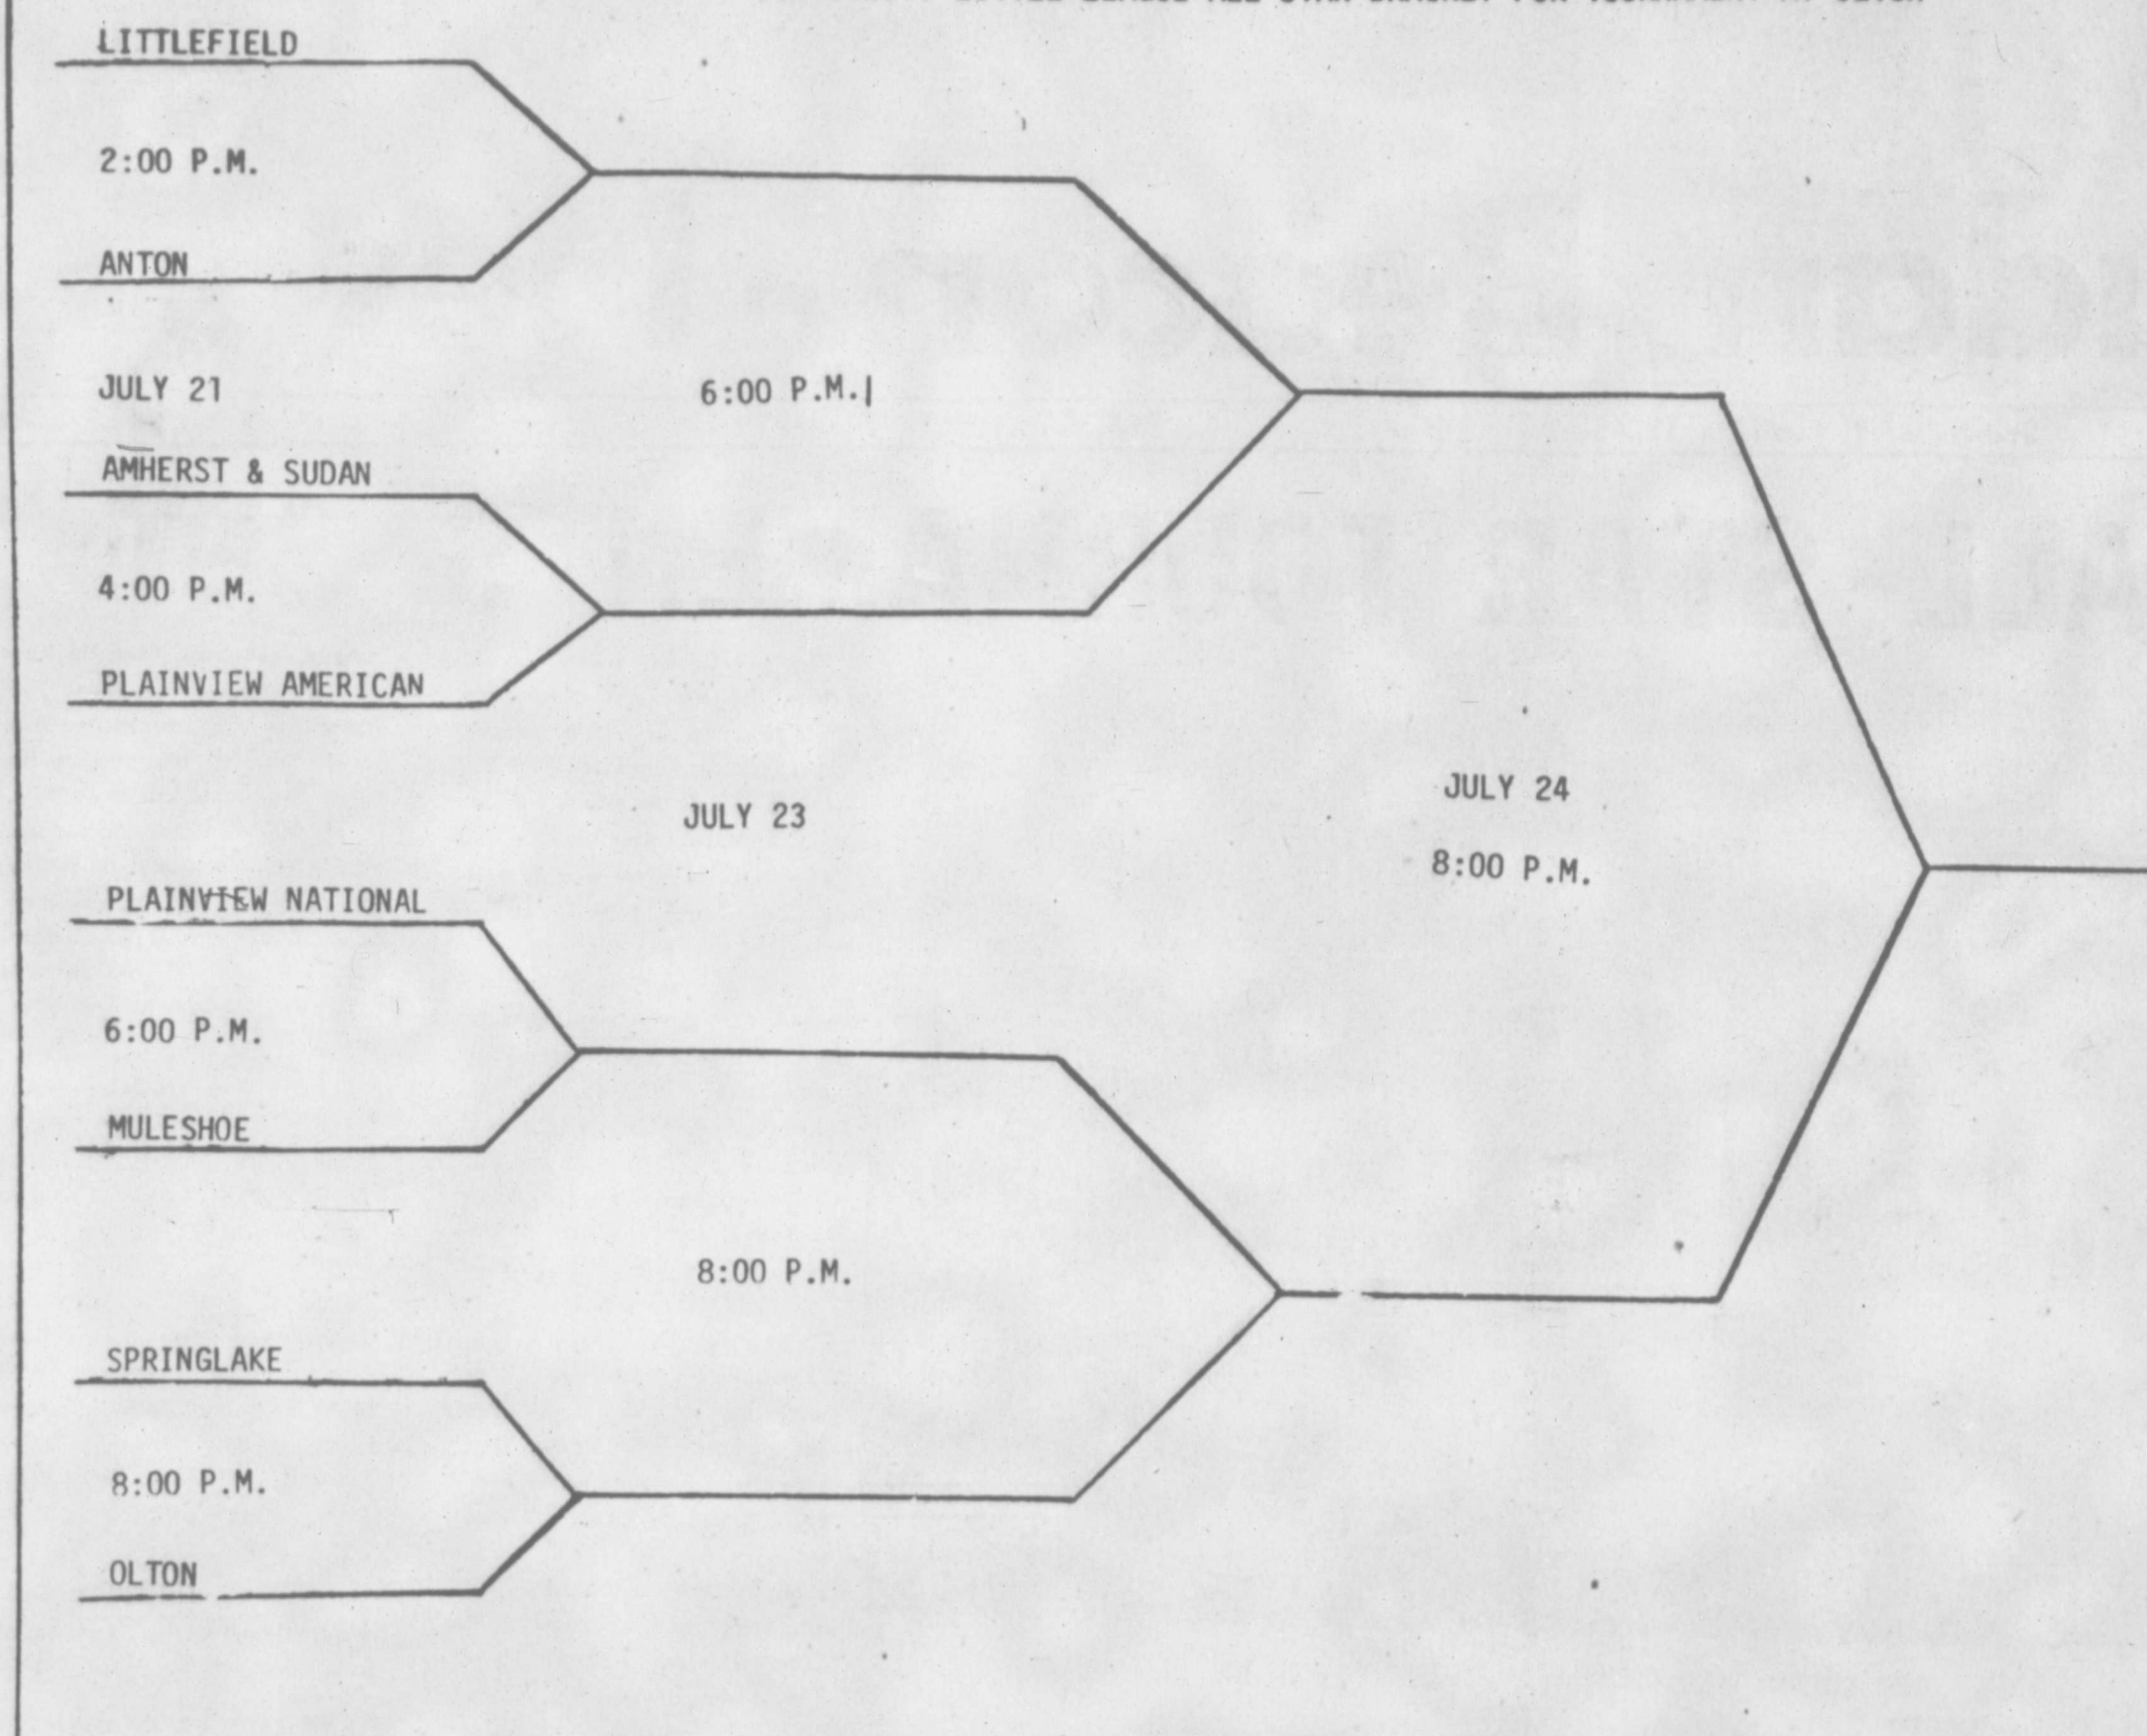 LITTLEFIELD
2:00 P.M.
ANTON
JULY 21
6:00 P.M.
AMHERST & SUDAN
4:00 P.M.
PLAINVIEW AMERICAN
JULY 23
JULY 24
8:00 P.M.
PLAINVIEW NATIONAL
6:00 P.M.
MULESHOE
8:00 P.M.
SPRINGLAKE
8:00 P.M.
OLTON